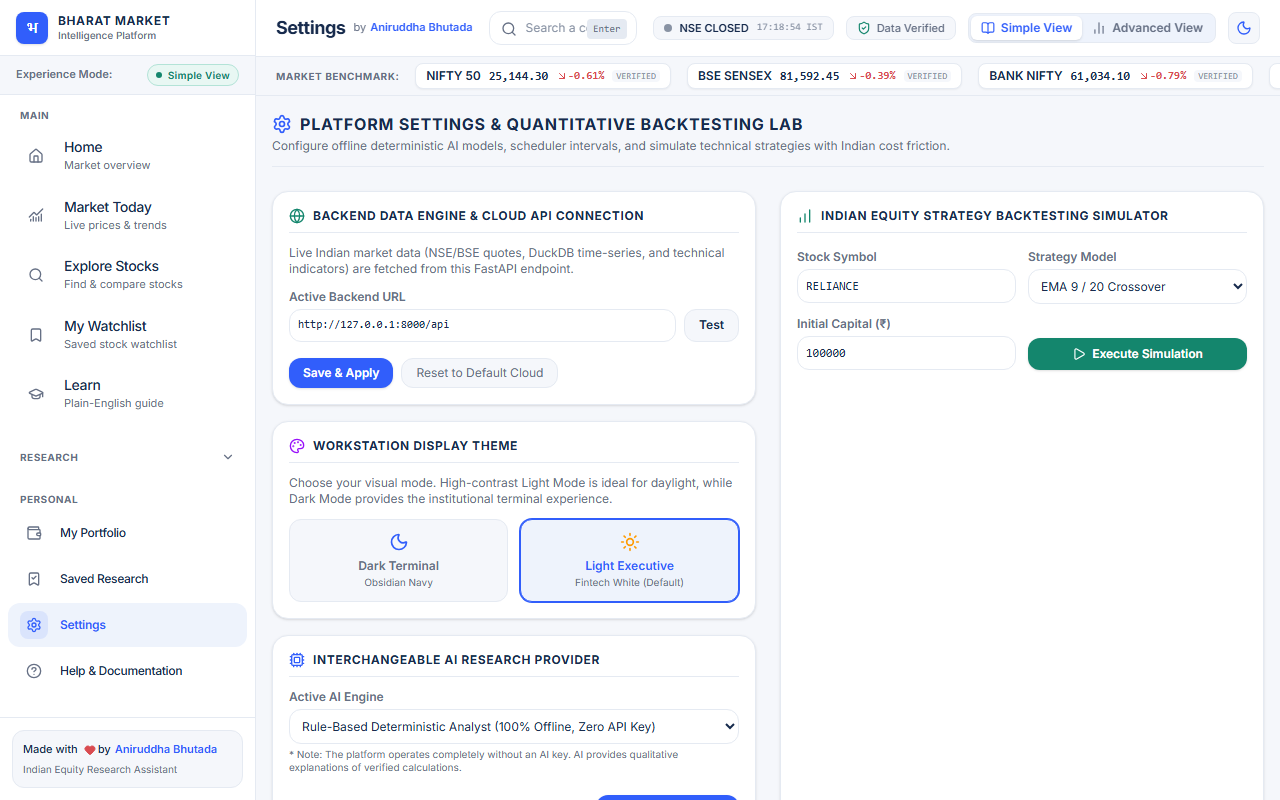 भ
BHARAT MARKET
Intelligence Platform
Experience Mode:
Simple View
MAIN
Home
Market overview
Market Today
Live prices & trends
Explore Stocks
Find & compare stocks
My Watchlist
Saved stock watchlist
Learn
Plain-English guide
RESEARCH
PERSONAL
My Portfolio
Saved Research
Settings
Help & Documentation
Made with ❤ by Aniruddha Bhutada
Indian Equity Research Assistant
Settings by Aniruddha Bhutada
Search a c
Enter
NSE CLOSED 17:18:54 IST
Data Verified
Simple View
Advanced View
MARKET BENCHMARK:
NIFTY 50 25,144.30 ↘-0.61% VERIFIED
BSE SENSEX 81,592.45 ↘-0.39% VERIFIED
BANK NIFTY 61,034.10 ↘-0.79% VERIFIED
PLATFORM SETTINGS & QUANTITATIVE BACKTESTING LAB
Configure offline deterministic AI models, scheduler intervals, and simulate technical strategies with Indian cost friction.
BACKEND DATA ENGINE & CLOUD API CONNECTION
Live Indian market data (NSE/BSE quotes, DuckDB time-series, and technical
indicators) are fetched from this FastAPI endpoint.
Active Backend URL
http://127.0.0.1:8000/api
Test
Save & Apply
Reset to Default Cloud
WORKSTATION DISPLAY THEME
Choose your visual mode. High-contrast Light Mode is ideal for daylight, while
Dark Mode provides the institutional terminal experience.
Dark Terminal
Obsidian Navy
Light Executive
Fintech White (Default)
INTERCHANGEABLE AI RESEARCH PROVIDER
Active AI Engine
Rule-Based Deterministic Analyst (100% Offline, Zero API Key)
* Note: The platform operates completely without an AI key. AI provides qualitative
explanations of verified calculations.
INDIAN EQUITY STRATEGY BACKTESTING SIMULATOR
Stock Symbol
RELIANCE
Strategy Model
EMA 9 / 20 Crossover
Initial Capital (₹)
100000
Execute Simulation